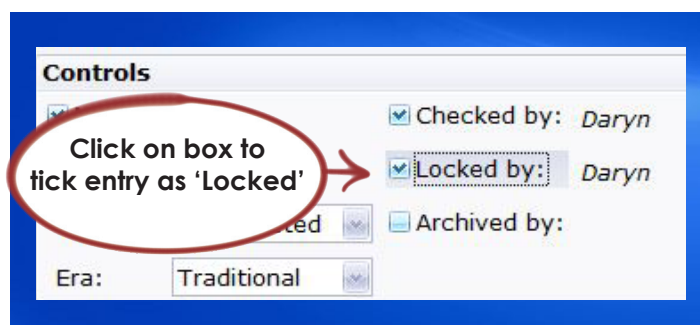 Controls
Checked by: Daryn
Click on box to
tick entry as ‘Locked’
Locked by: Daryn
Archived by:
Era: Traditional